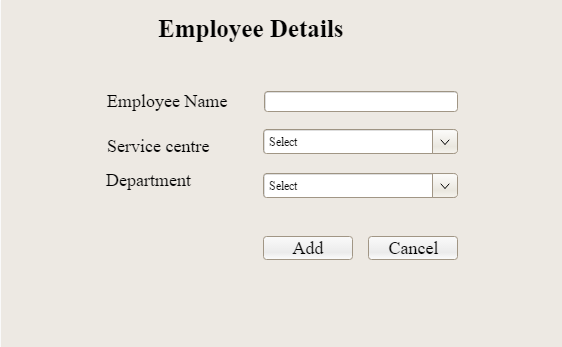 Employee Details
Employee Name
Service centre Select
Department Select
Add Cancel